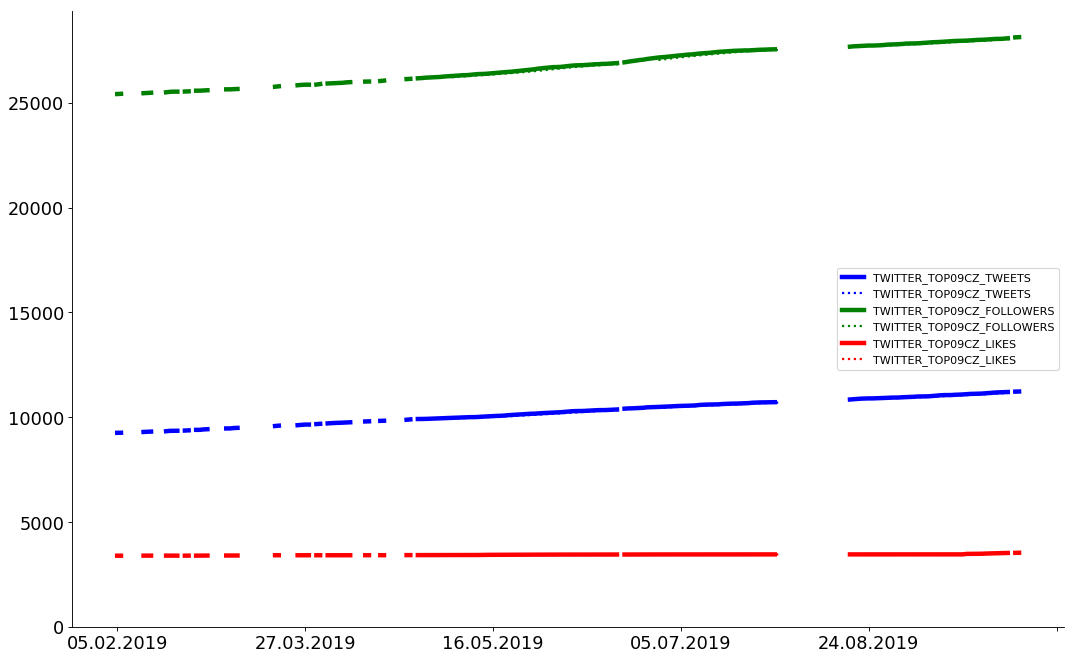 25000
20000
15000
10000
5000
0
TWITTER_TOP09CZ_TWEETS
TWITTER_TOP09CZ_TWEETS
TWITTER_TOP09CZ_FOLLOWERS
TWITTER_TOP09CZ_FOLLOWERS
TWITTER_TOP09CZ_LIKES
TWITTER_TOP09CZ_LIKES
05.02.2019 27.03.2019 16.05.2019 05.07.2019 24.08.2019